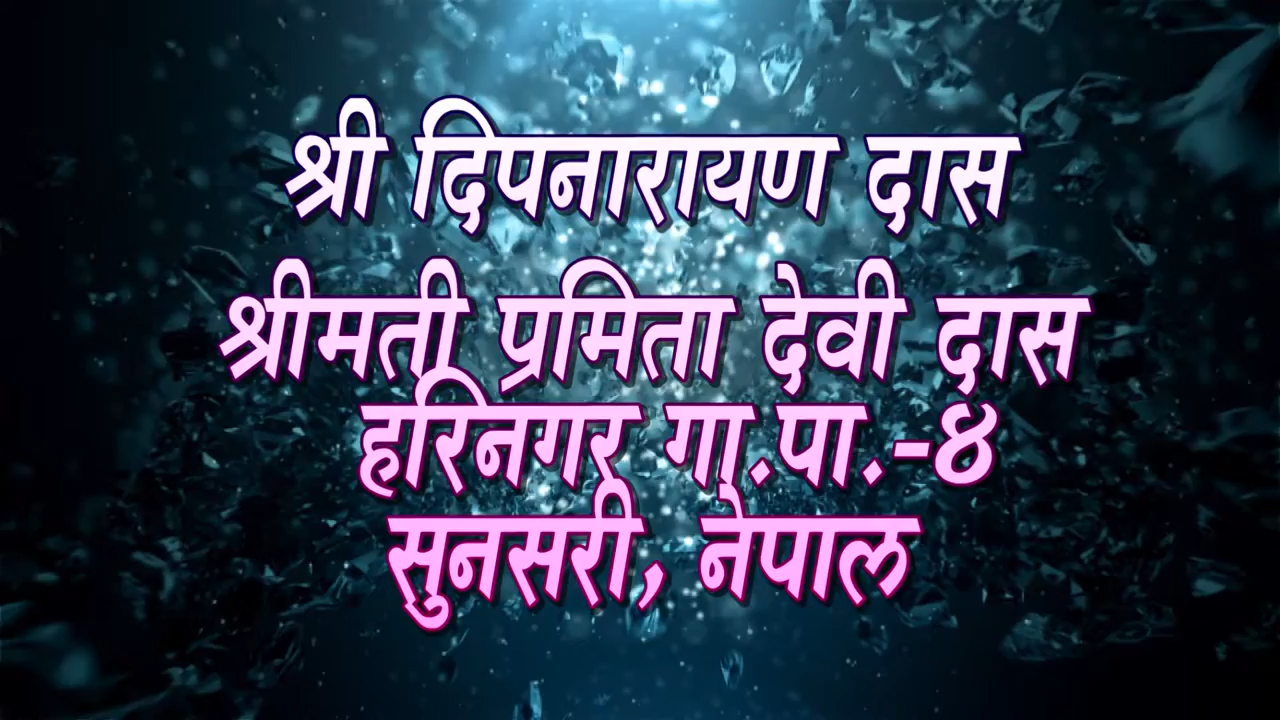 श्री दिपनारायण दास
श्रीमती प्रमिता देवी दास
हरिनगर गा.पा.-४
सुनसरी, नेपाल